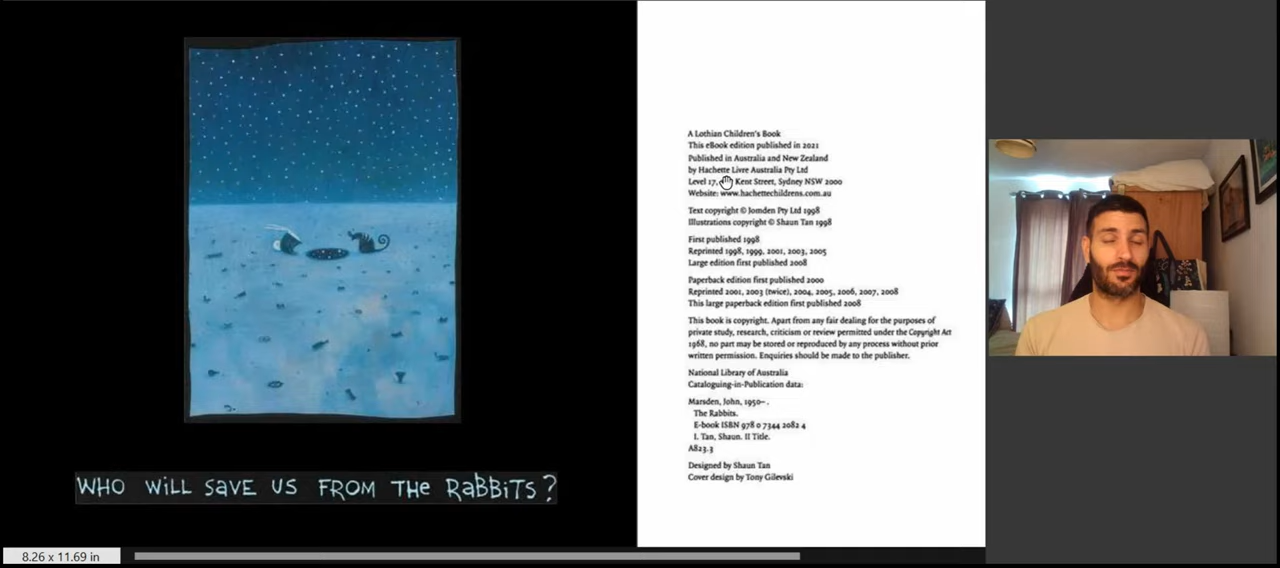 WHO WILL SAVE US FROM THE RABBITS?
A Lothian Children's Book
This eBook edition published in 2021
Published in Australia and New Zealand
by Hachette Livre Australia Pty Ltd
Level 17, Kent Street, Sydney NSW 2000
Website: www.hachettechildrens.com.au
Text copyright © Jomden Pty Ltd 1998
Illustrations copyright © Shaun Tan 1998
First published 1998
Reprinted 1998, 1999, 2001, 2003, 2005
Large edition first published 2008
Paperback edition first published 2000
Reprinted 2001, 2003 (twice), 2004, 2005, 2006, 2007, 2008
This large paperback edition first published 2008
This book is copyright. Apart from any fair dealing for the purposes of
private study, research, criticism or review permitted under the Copyright Act
1968, no part may be stored or reproduced by any process without prior
written permission. Enquiries should be made to the publisher.
National Library of Australia
Cataloguing-in-Publication data:
Marsden, John, 1950– .
The Rabbits.
E-book ISBN 978 0 7344 2082 4
I. Tan, Shaun. II Title.
A823.3
Designed by Shaun Tan
Cover design by Tony Gilevski
8.26 x 11.69 in